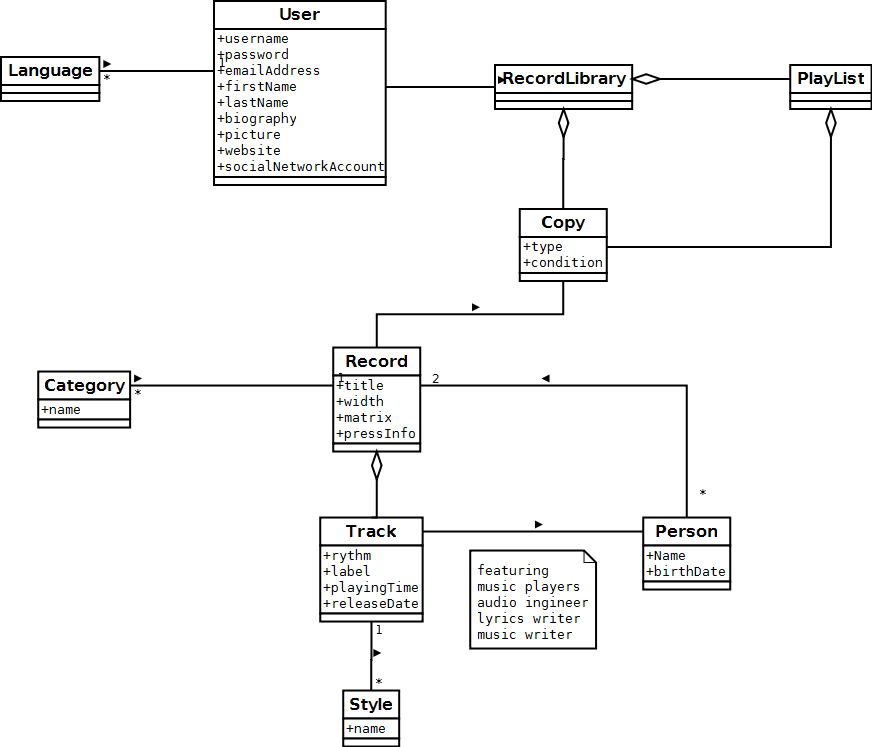 User
+username
+password
+emailAddress
+firstName
+lastName
+biography
+picture
+website
+socialNetworkAccount
1
Language
*
RecordLibrary
PlayList
Copy
+type
+condition
Record
+title
+width
+matrix
+pressInfo
1
2
Category
+name
*
*
Track
+rythm
+label
+playingTime
+releaseDate
Person
+Name
+birthDate
featuring
music players
audio ingineer
lyrics writer
music writer
1
*
Style
+name